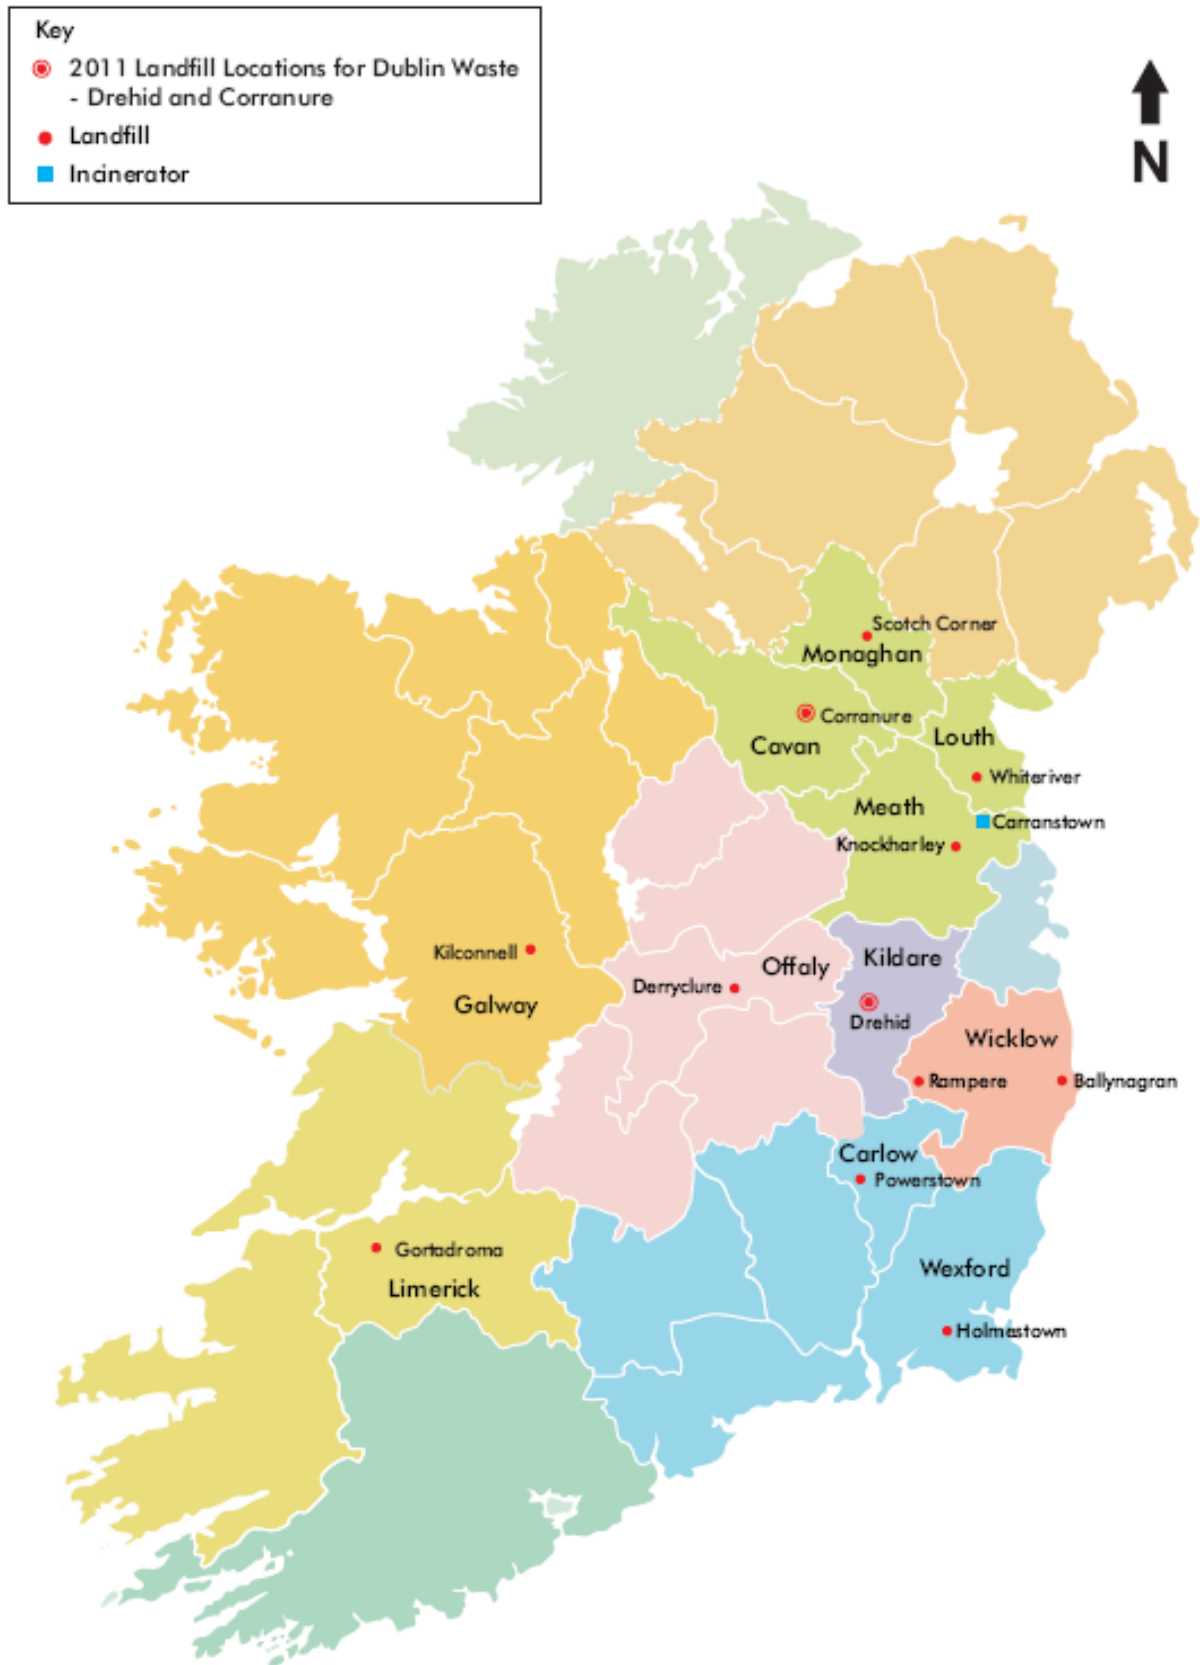 Key
2011 Landfill Locations for Dublin Waste
- Drehid and Corranure
Landfill
Incinerator
N
Scotch Corner
Monaghan
Corranure
Cavan
Louth
Whiteriver
Meath
Carranstown
Knockharley
Kilconnell
Galway
Derryclure
Offaly
Kildare
Drehid
Wicklow
Rampere
Ballynagran
Carlow
Powerstown
Gortadroma
Limerick
Wexford
Holmestown